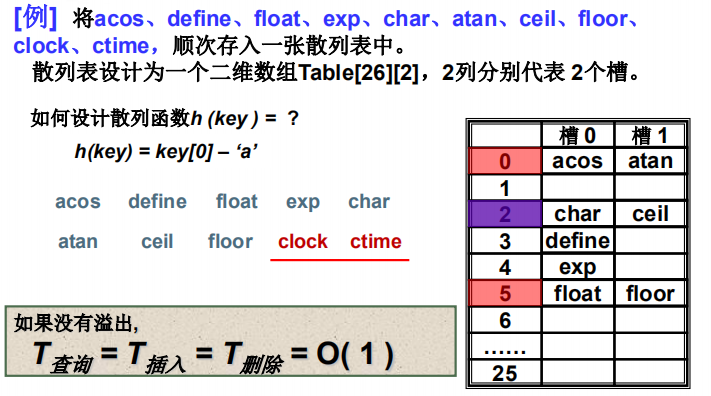 [例] 将acos、define、float、exp、char、atan、ceil、floor、
clock、ctime，顺次存入一张散列表中。
散列表设计为一个二维数组Table[26][2]，2列分别代表 2个槽。
如何设计散列函数h (key ) = ？
h(key) = key[0] – ‘a’
acos define float exp char
atan ceil floor clock ctime
如果没有溢出,
T查询 = T插入 = T删除 = O( 1 )
槽 0 槽 1
0 acos atan
1
2 char ceil
3 define
4 exp
5 float floor
6
……
25